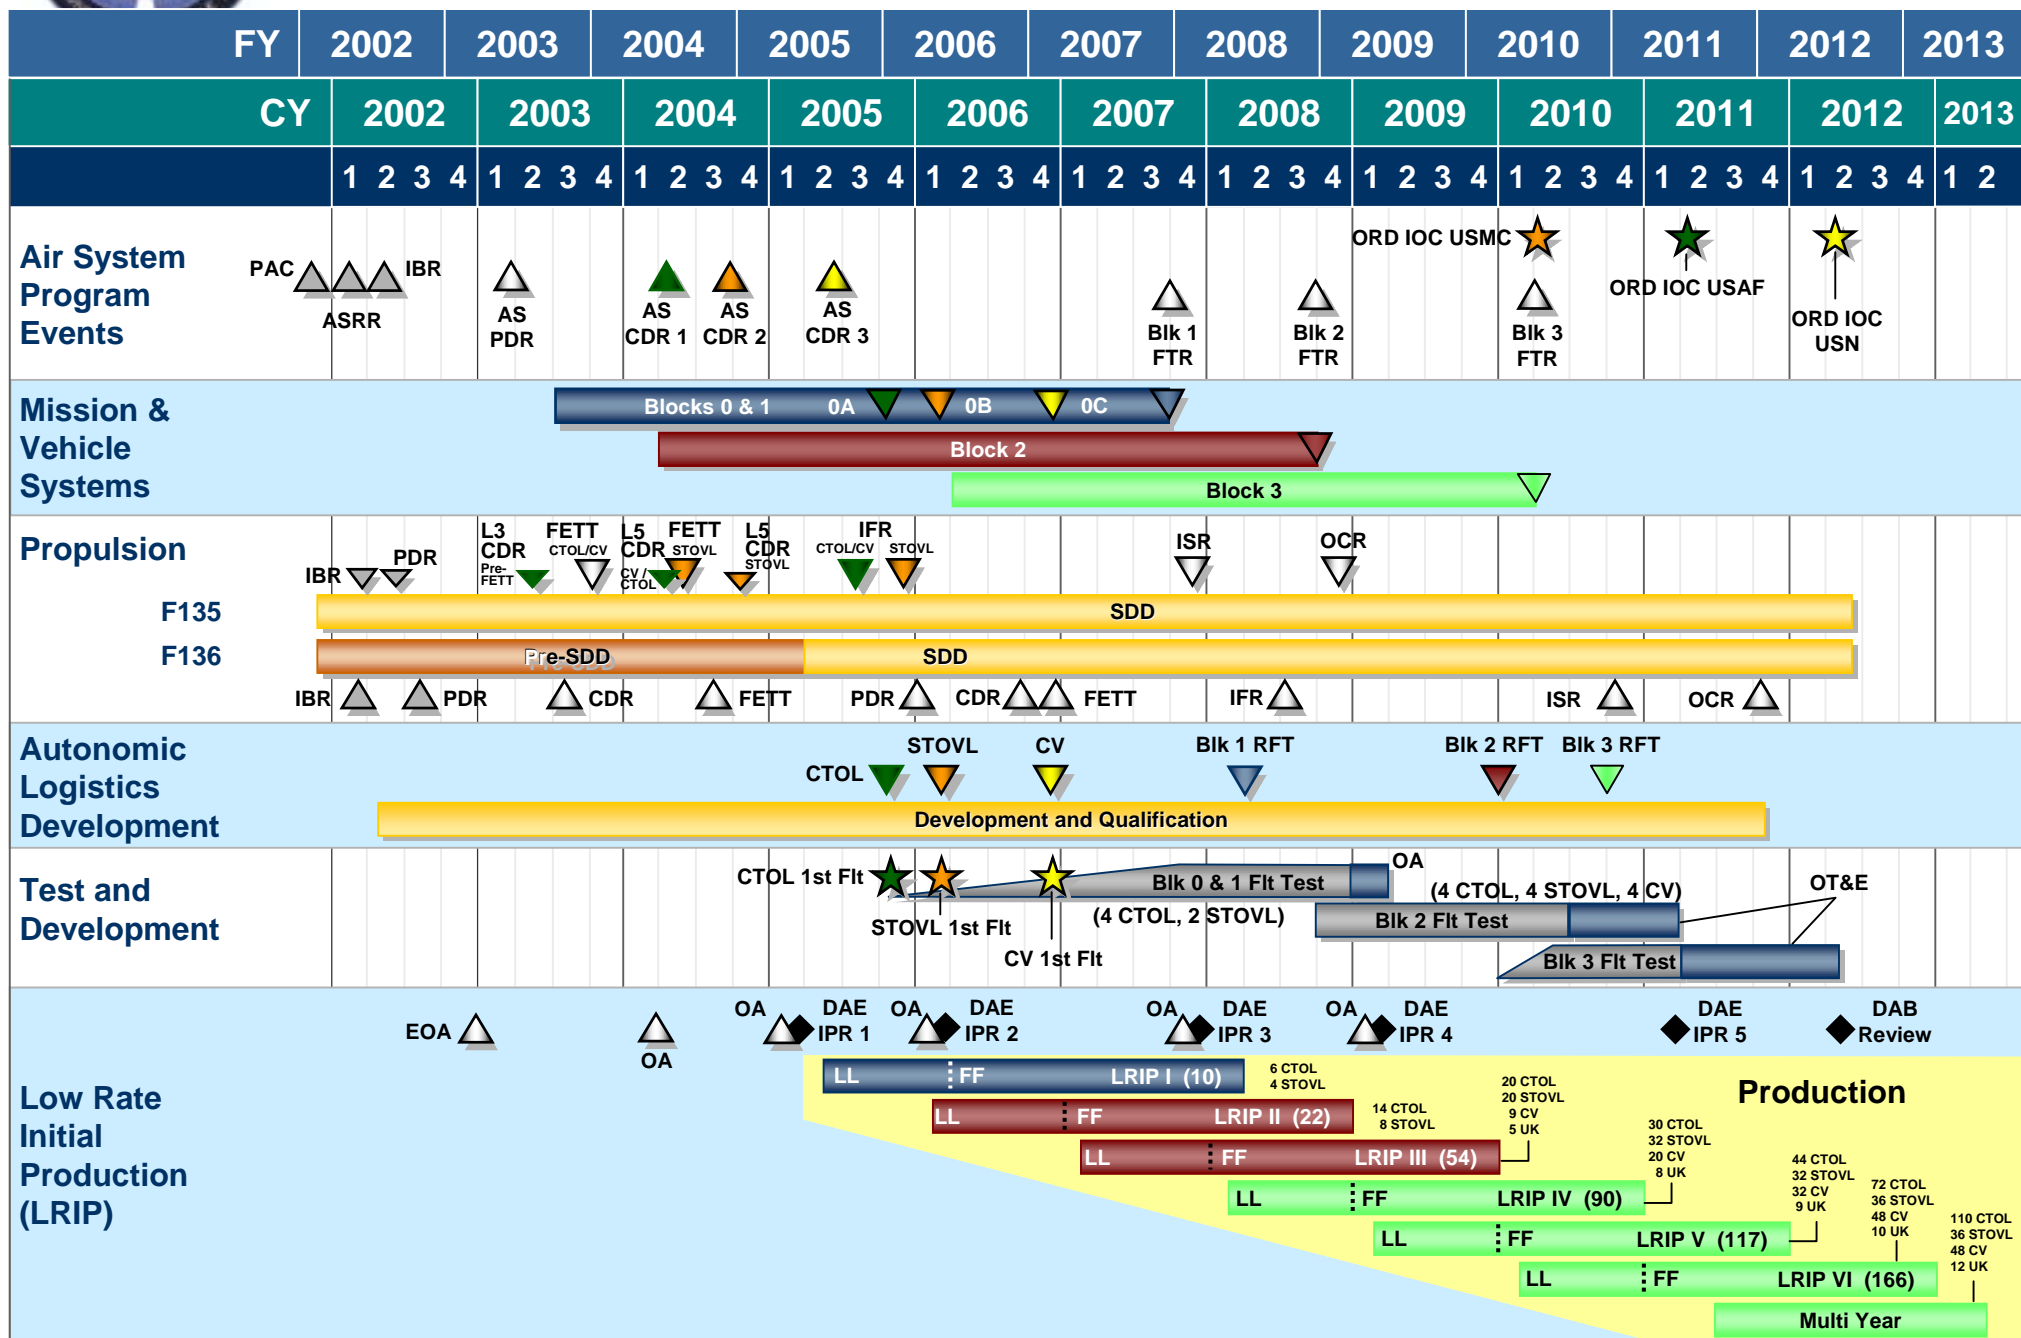 FY 2002 2003 2004 2005 2006 2007 2008 2009 2010 2011 2012 2013
CY 2002 2003 2004 2005 2006 2007 2008 2009 2010 2011 2012 2013
1 2 3 4 1 2 3 4 1 2 3 4 1 2 3 4 1 2 3 4 1 2 3 4 1 2 3 4 1 2 3 4 1 2 3 4 1 2 3 4 1 2 3 4 1 2
Air System
Program
Events
PAC
ASRR
IBR
AS
PDR
AS
CDR 1
AS
CDR 2
AS
CDR 3
Blk 1
FTR
Blk 2
FTR
ORD IOC USMC
Blk 3
FTR
ORD IOC USAF
ORD IOC
USN
Mission &
Vehicle
Systems
Blocks 0 & 1 0A 0B 0C
Block 2
Block 3
Propulsion
IBR
PDR
L3
CDR
Pre-
FETT
FETT
CTOL/CV
L5
CDR
CV /
CTOL
FETT
STOVL
L5
CDR
STOVL
IFR
CTOL/CV STOVL
ISR
OCR
F135
SDD
F136
Pre-SDD
SDD
IBR
PDR
CDR
FETT
PDR
CDR
FETT
IFR
ISR
OCR
Autonomic
Logistics
Development
CTOL
STOVL
CV
Blk 1 RFT
Blk 2 RFT
Blk 3 RFT
Development and Qualification
Test and
Development
CTOL 1st Flt
STOVL 1st Flt
CV 1st Flt
Blk 0 & 1 Flt Test
OA
(4 CTOL, 2 STOVL)
(4 CTOL, 4 STOVL, 4 CV)
Blk 2 Flt Test
OT&E
Blk 3 Flt Test
Low Rate
Initial
Production
(LRIP)
EOA
OA
OA
DAE
IPR 1
OA
DAE
IPR 2
OA
DAE
IPR 3
OA
DAE
IPR 4
DAE
IPR 5
DAB
Review
Production
LL FF LRIP I (10)
6 CTOL
4 STOVL
LL FF LRIP II (22)
14 CTOL
8 STOVL
LL FF LRIP III (54)
20 CTOL
20 STOVL
9 CV
5 UK
LL FF LRIP IV (90)
30 CTOL
32 STOVL
20 CV
8 UK
LL FF LRIP V (117)
44 CTOL
32 STOVL
32 CV
9 UK
LL FF LRIP VI (166)
72 CTOL
36 STOVL
48 CV
10 UK
Multi Year
110 CTOL
36 STOVL
48 CV
12 UK